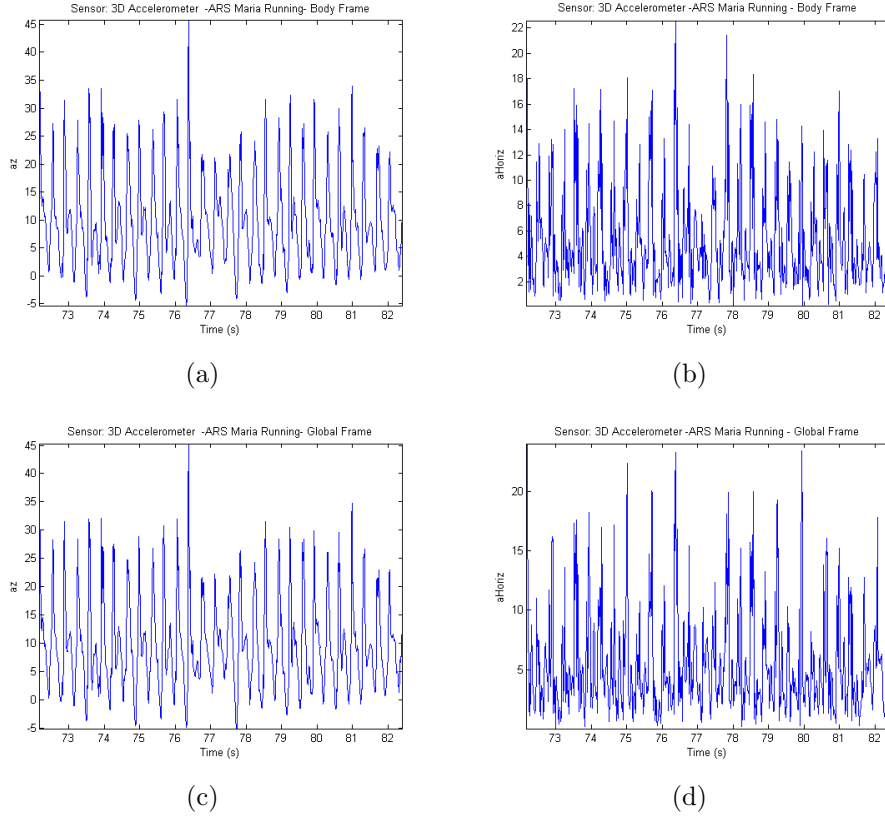 Sensor: 3D Accelerometer -ARS Maria Running- Body Frame
45
40
35
30
25
20
15
10
5
0
-5
az
73 74 75 76 77 78 79 80 81 82
Time (s)
(a)
Sensor: 3D Accelerometer -ARS Maria Running - Body Frame
22
20
18
16
14
12
10
8
6
4
2
aHoriz
73 74 75 76 77 78 79 80 81 82
Time (s)
(b)
Sensor: 3D Accelerometer -ARS Maria Running- Global Frame
45
40
35
30
25
20
15
10
5
0
-5
az
73 74 75 76 77 78 79 80 81 82
Time (s)
(c)
Sensor: 3D Accelerometer -ARS Maria Running - Global Frame
20
15
10
5
aHoriz
73 74 75 76 77 78 79 80 81 82
Time (s)
(d)